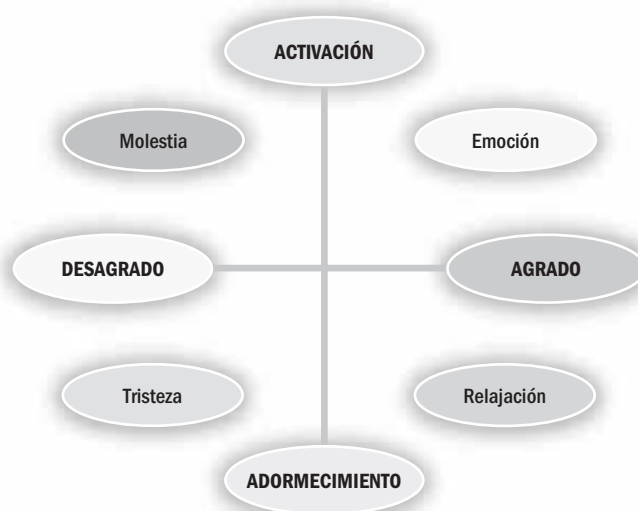 ACTIVACIÓN
Molestia
Emoción
DESAGRADO
AGRADO
Tristeza
Relajación
ADORMECIMIENTO